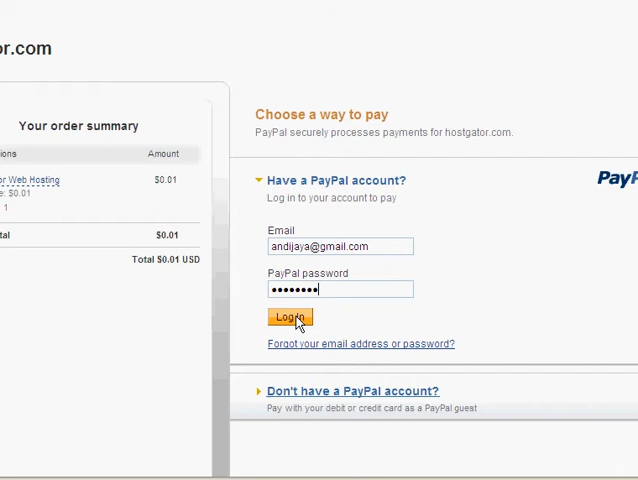 or.com
Your order summary
ions Amount
or Web Hosting $0.01
e: $0.01
1
tal $0.01
Total $0.01 USD
Choose a way to pay
PayPal securely processes payments for hostgator.com.
PayP
Have a PayPal account?
Log in to your account to pay
Email
andijaya@gmail.com
PayPal password
••••••••
Log In
Forgot your email address or password?
Don't have a PayPal account?
Pay with your debit or credit card as a PayPal guest